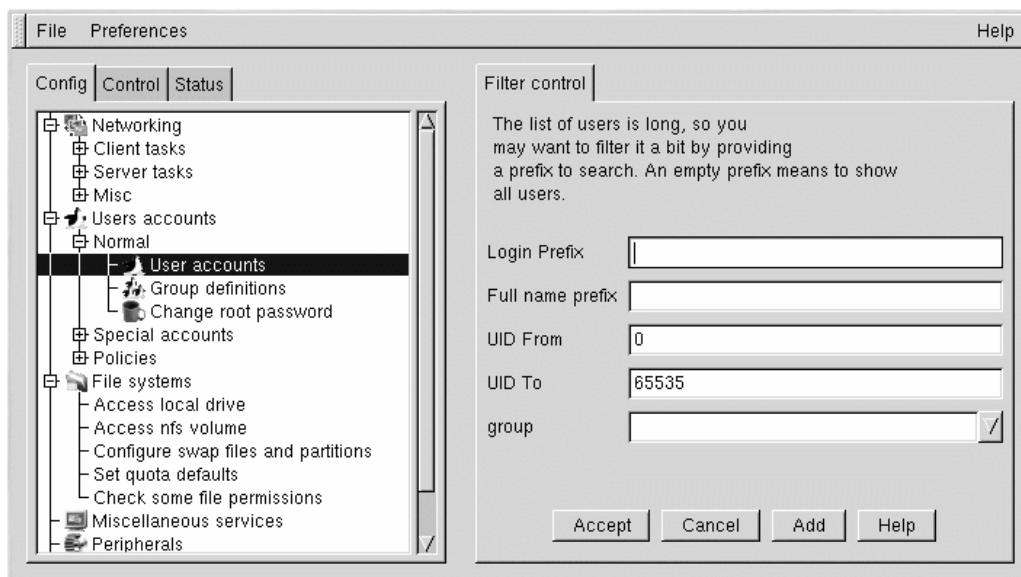 File Preferences Help
Config Control Status
Networking
Client tasks
Server tasks
Misc
Users accounts
Normal
User accounts
Group definitions
Change root password
Special accounts
Policies
File systems
Access local drive
Access nfs volume
Configure swap files and partitions
Set quota defaults
Check some file permissions
Miscellaneous services
Peripherals
Filter control
The list of users is long, so you
may want to filter it a bit by providing
a prefix to search. An empty prefix means to show
all users.
Login Prefix
Full name prefix
UID From 0
UID To 65535
group
Accept Cancel Add Help